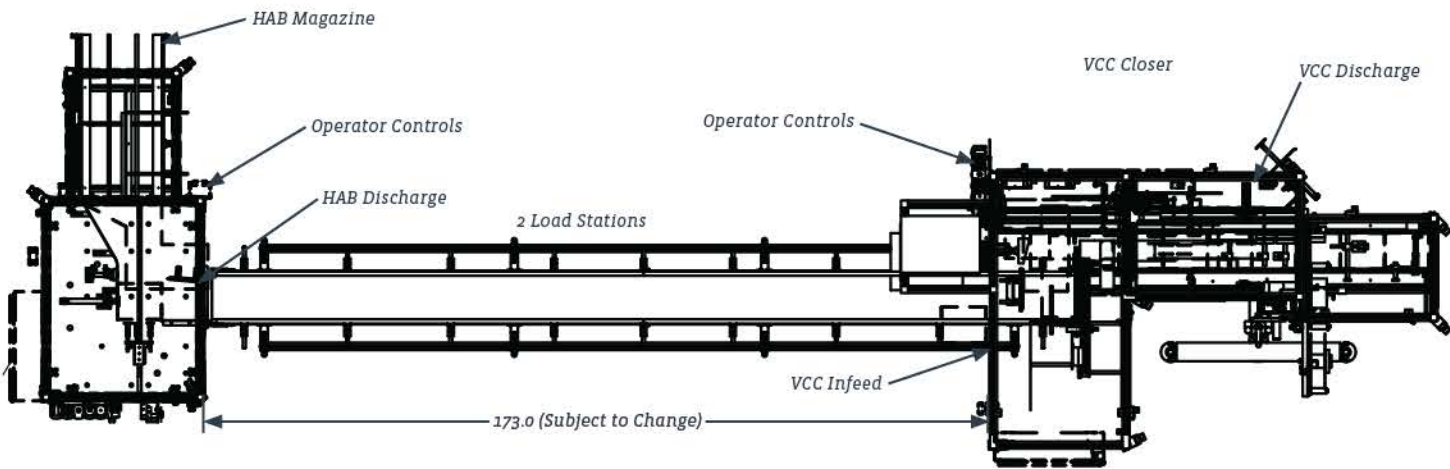 HAB Magazine
VCC Closer
VCC Discharge
Operator Controls
Operator Controls
HAB Discharge
2 Load Stations
VCC Infeed
173.0 (Subject to Change)